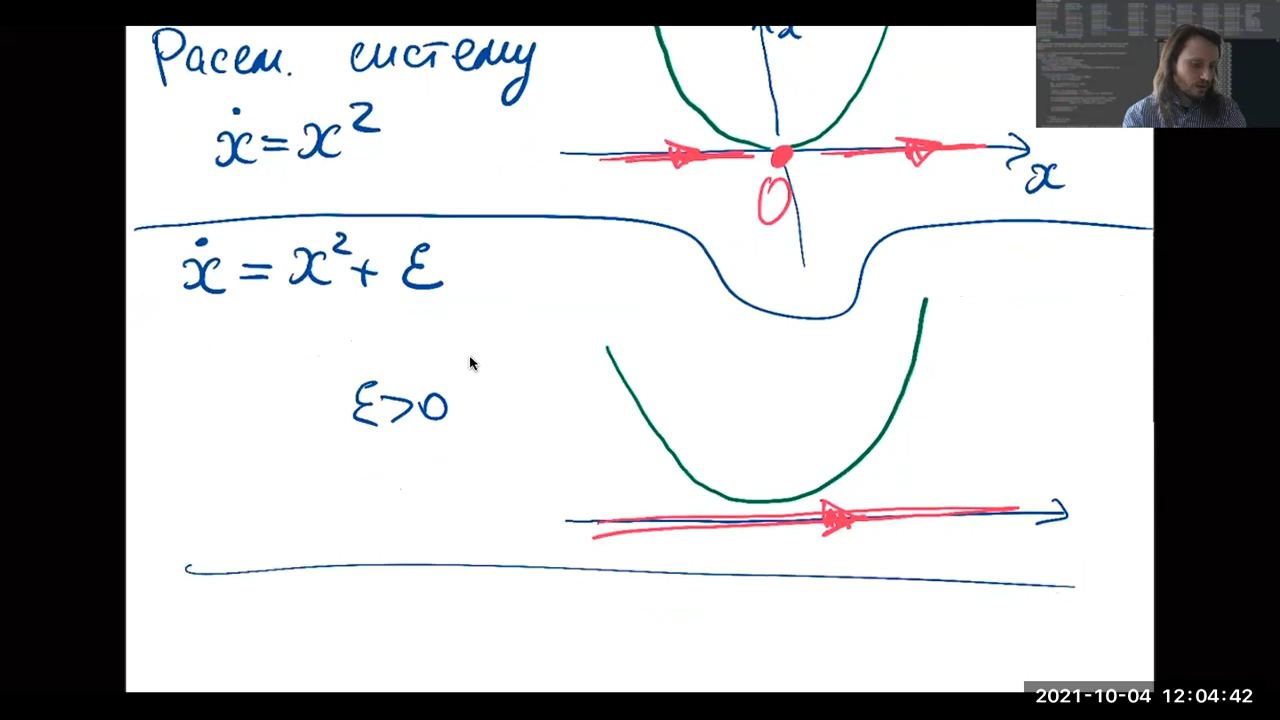 Рассм. систему
ẋ = x²
x
O
ẋ = x² + ε
ε>0
2021-10-04 12:04:42